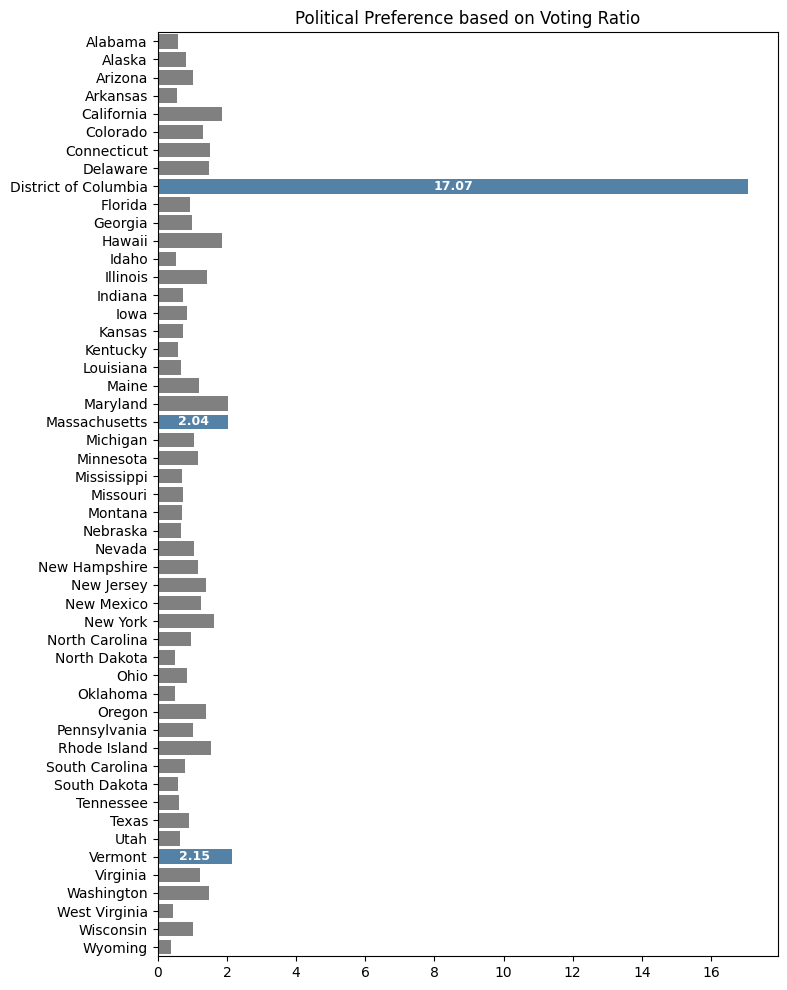 Political Preference based on Voting Ratio
Alabama
Alaska
Arizona
Arkansas
California
Colorado
Connecticut
Delaware
District of Columbia 17.07
Florida
Georgia
Hawaii
Idaho
Illinois
Indiana
Iowa
Kansas
Kentucky
Louisiana
Maine
Maryland
Massachusetts 2.04
Michigan
Minnesota
Mississippi
Missouri
Montana
Nebraska
Nevada
New Hampshire
New Jersey
New Mexico
New York
North Carolina
North Dakota
Ohio
Oklahoma
Oregon
Pennsylvania
Rhode Island
South Carolina
South Dakota
Tennessee
Texas
Utah
Vermont 2.15
Virginia
Washington
West Virginia
Wisconsin
Wyoming
0 2 4 6 8 10 12 14 16